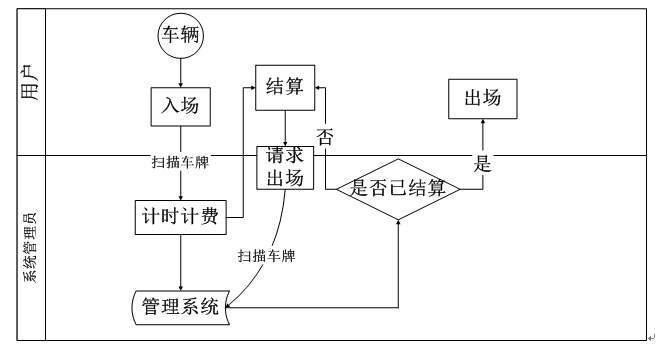 用户
车辆
入场
结算
出场
否
是
扫描车牌
请求
出场
系统管理员
计时计费
是否已结算
扫描车牌
管理系统